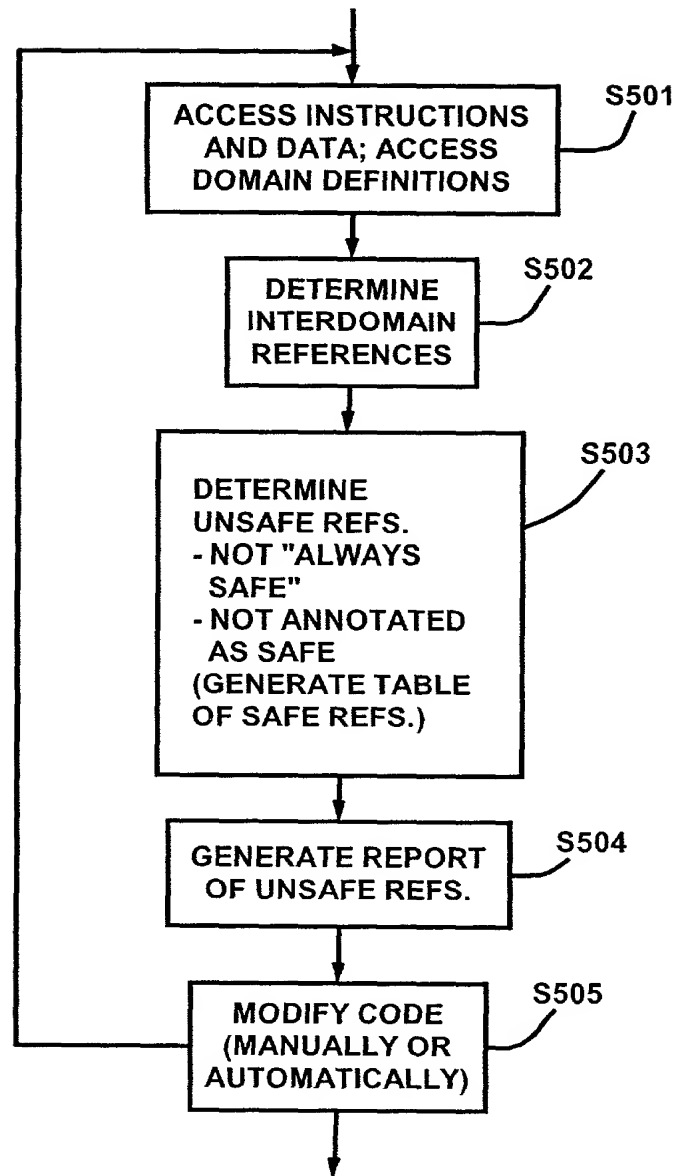 S501
ACCESS INSTRUCTIONS
AND DATA; ACCESS
DOMAIN DEFINITIONS
S502
DETERMINE
INTERDOMAIN
REFERENCES
S503
DETERMINE
UNSAFE REFS.
- NOT "ALWAYS
SAFE"
- NOT ANNOTATED
AS SAFE
(GENERATE TABLE
OF SAFE REFS.)
S504
GENERATE REPORT
OF UNSAFE REFS.
S505
MODIFY CODE
(MANUALLY OR
AUTOMATICALLY)